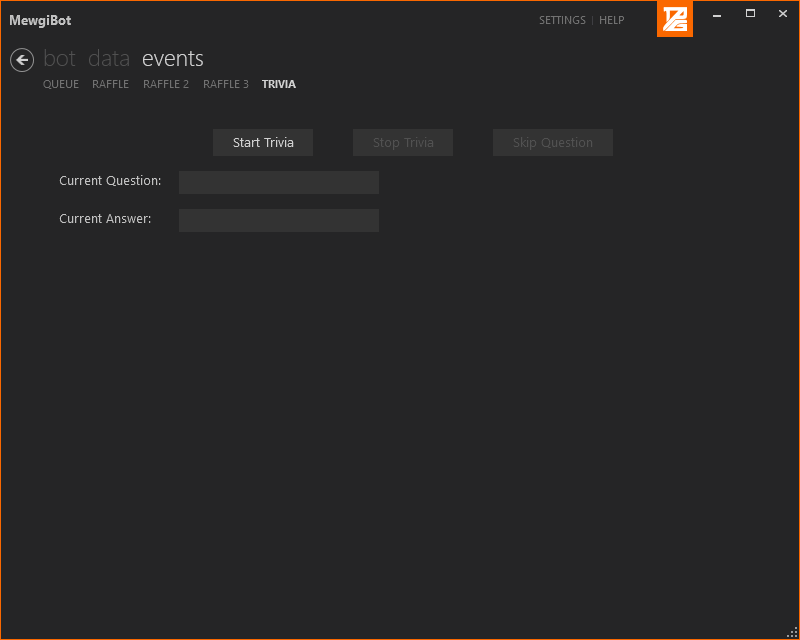 MewgiBot SETTINGS | HELP
bot data events
QUEUE RAFFLE RAFFLE 2 RAFFLE 3 TRIVIA
Start Trivia Stop Trivia Skip Question
Current Question:
Current Answer: